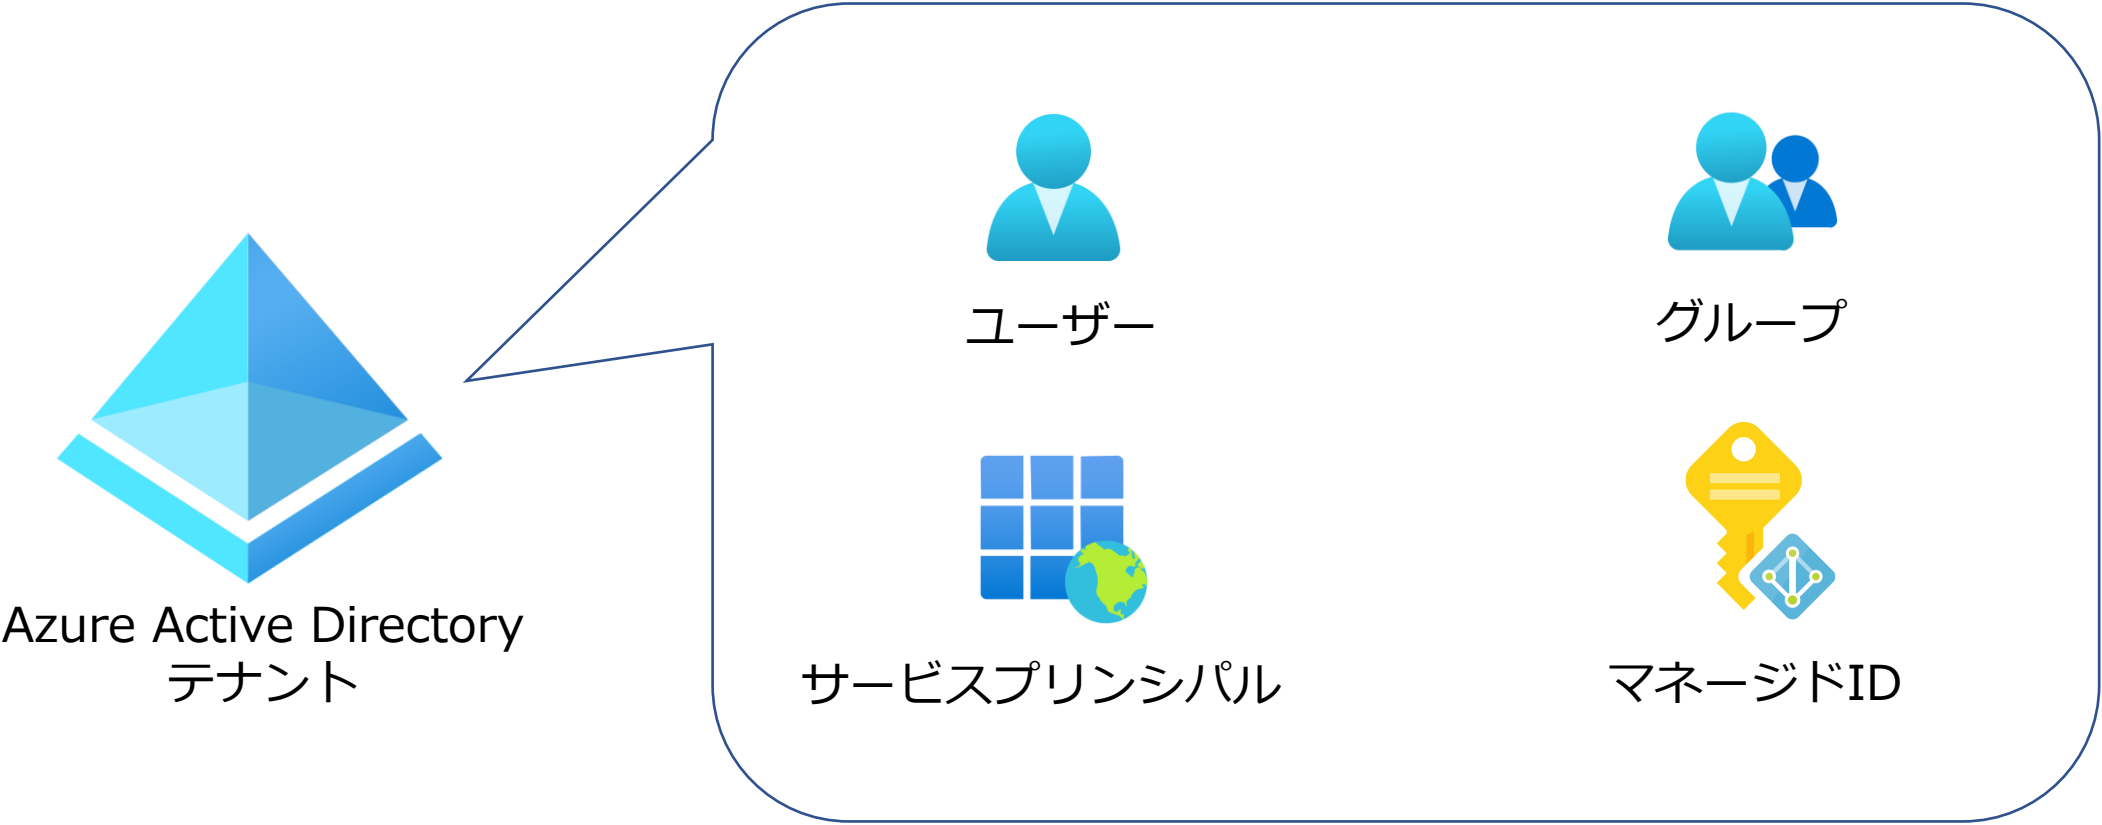 Azure Active Directory
テナント
ユーザー
グループ
サービスプリンシパル
マネージドID